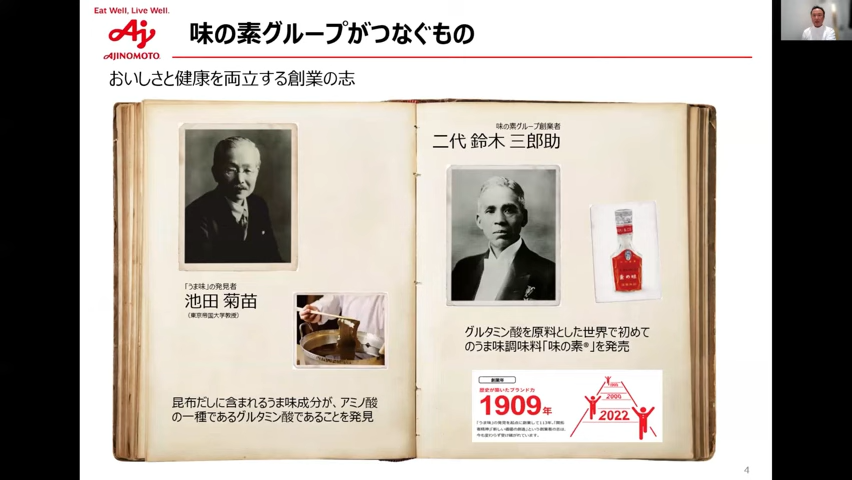 Eat Well, Live Well.
AJINOMOTO
味の素グループがつなぐもの
おいしさと健康を両立する創業の志
「うま味」の発見者
池田 菊苗
(東京帝国大学教授)
昆布だしに含まれるうま味成分が、アミノ酸
の一種であるグルタミン酸であることを発見
味の素グループ創業者
二代 鈴木 三郎助
グルタミン酸を原料とした世界で初めて
のうま味調味料「味の素®」を発売
創業年
歴史が築いたブランド力
1909年
2000
2022
4